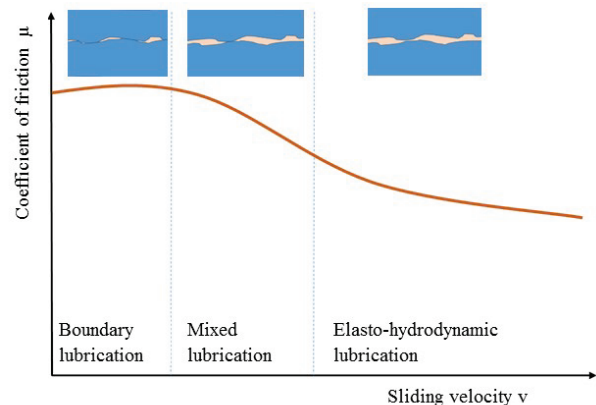 Coefficient of friction μ
Boundary
lubrication
Mixed
lubrication
Elasto-hydrodynamic
lubrication
Sliding velocity v